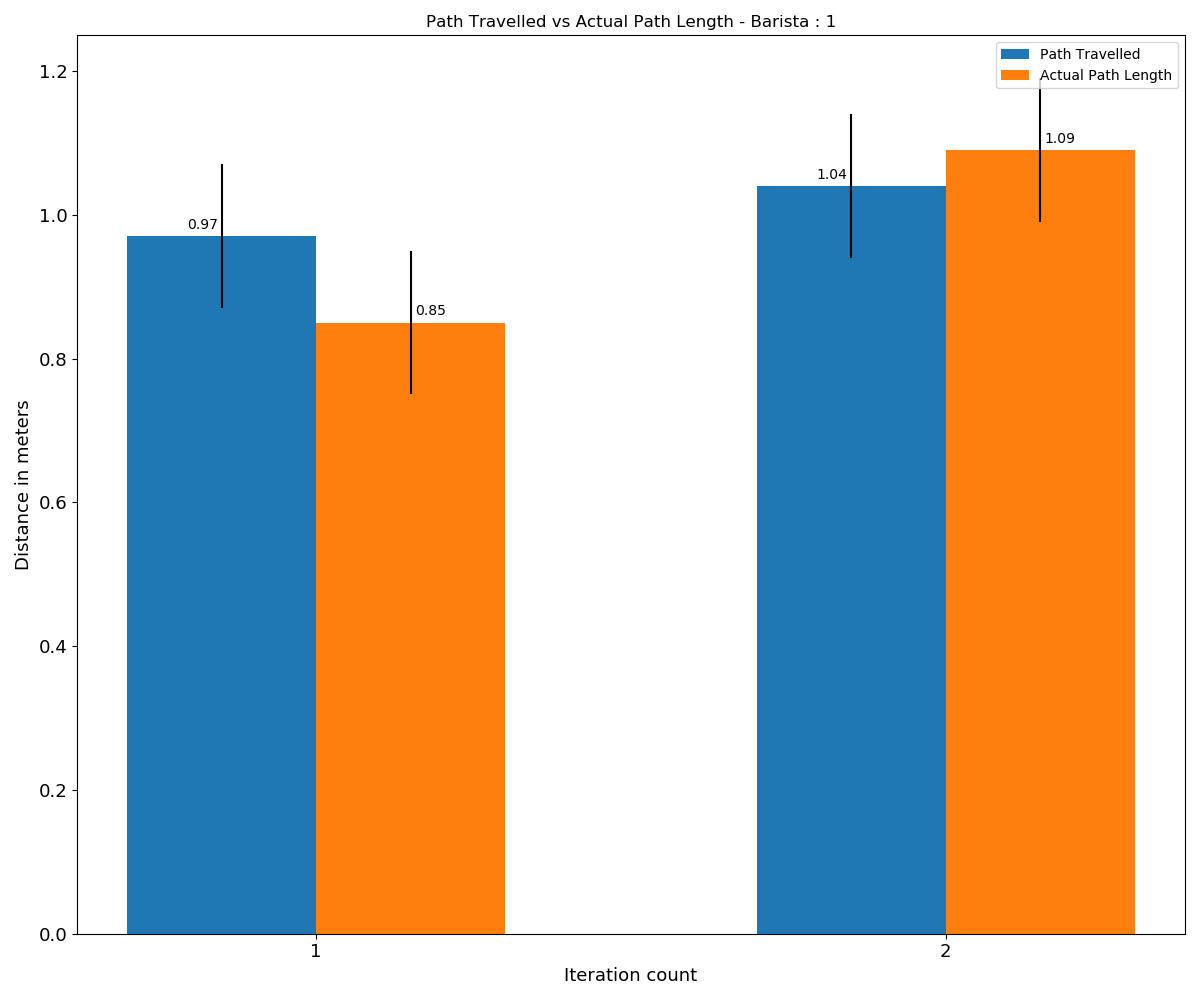 Path Travelled vs Actual Path Length - Barista : 1
Path Travelled
Actual Path Length
1.2
1.0
0.8
0.6
0.4
0.2
0.0
Distance in meters
0.97
0.85
1.04
1.09
1
2
Iteration count